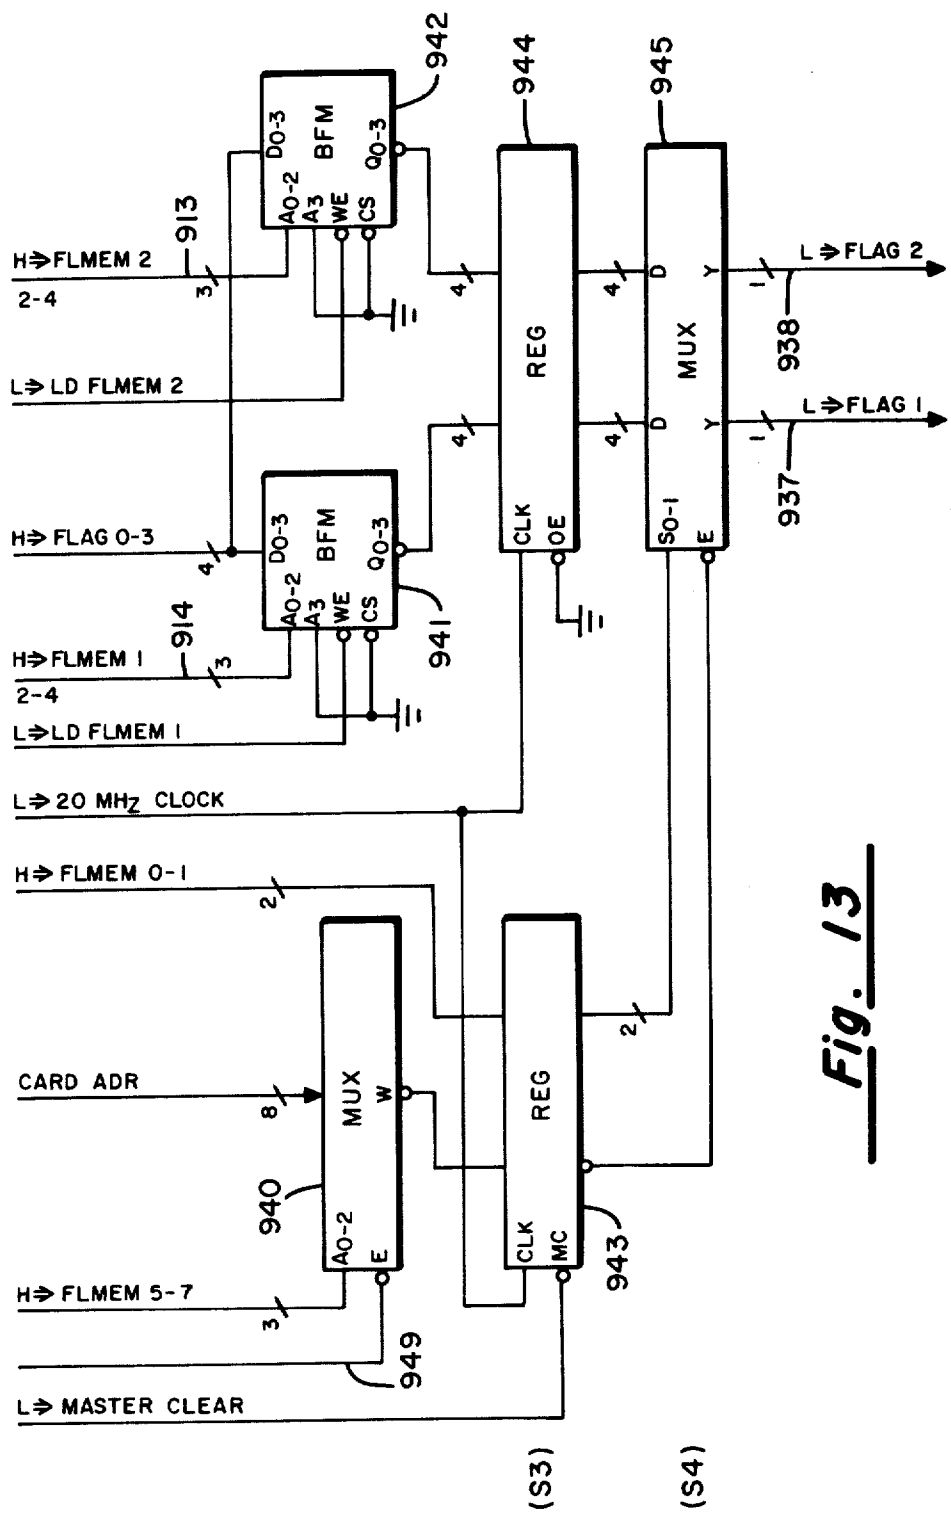 942
944
945
D0-3
BFM
Q0-3
A0-2
A3
WE
CS
913
H⇒FLMEM 2
2-4
3
4
4
REG
D
Y
MUX
1
L⇒FLAG 2
938
L⇒LD FLMEM 2
4
4
D
Y
1
L⇒FLAG 1
937
H⇒FLAG 0-3
4
D0-3
BFM
Q0-3
A0-2
A3
WE
CS
941
CLK
OE
S0-1
E
914
H⇒FLMEM 1
2-4
3
L⇒LD FLMEM 1
L⇒20 MHZ CLOCK
H⇒FLMEM 0-1
2
CARD ADR
8
MUX
W
REG
2
940
A0-2
E
CLK
MC
943
H⇒FLMEM 5-7
3
949
L⇒MASTER CLEAR
(S3)
(S4)
Fig. 13